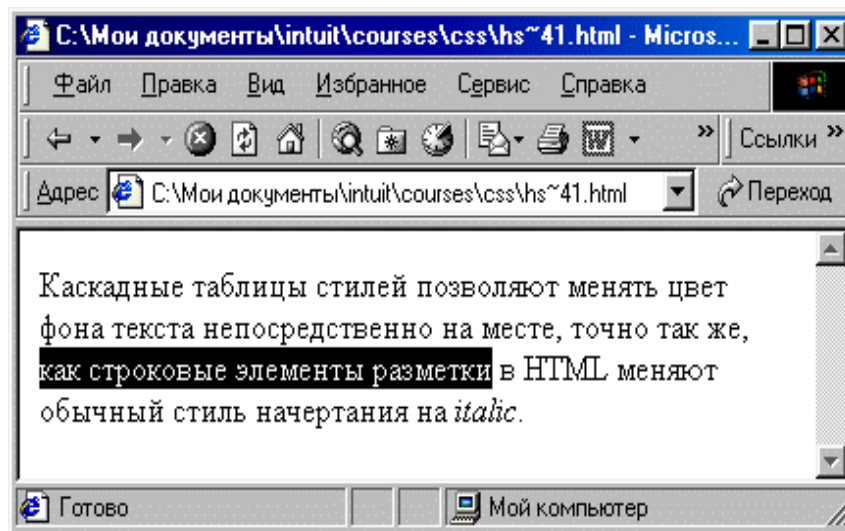 C:\Мои документы\intuit\courses\css\hs~41.html - Micros...
Файл Правка Вид Избранное Сервис Справка
Ссылки
Адрес C:\Мои документы\intuit\courses\css\hs~41.html Переход
Каскадные таблицы стилей позволяют менять цвет
фона текста непосредственно на месте, точно так же,
как строковые элементы разметки в HTML меняют
обычный стиль начертания на italic.
Готово Мой компьютер